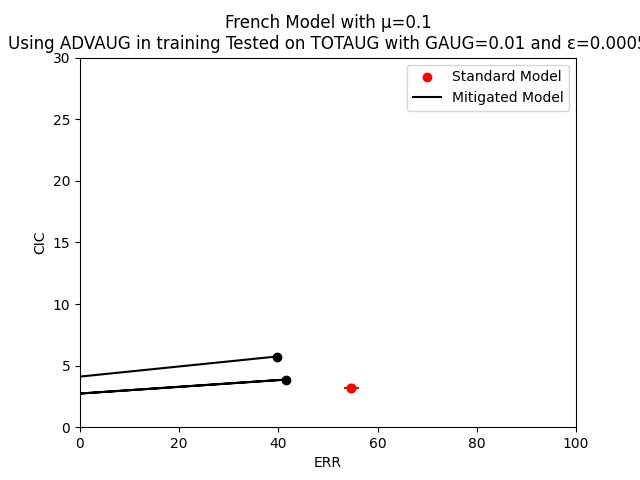 French Model with μ=0.1
Using ADVAUG in training Tested on TOTAUG with GAUG=0.01 and ε=0.0005
30
25
20
15
10
5
0
CIC
Standard Model
Mitigated Model
0 20 40 60 80 100
ERR